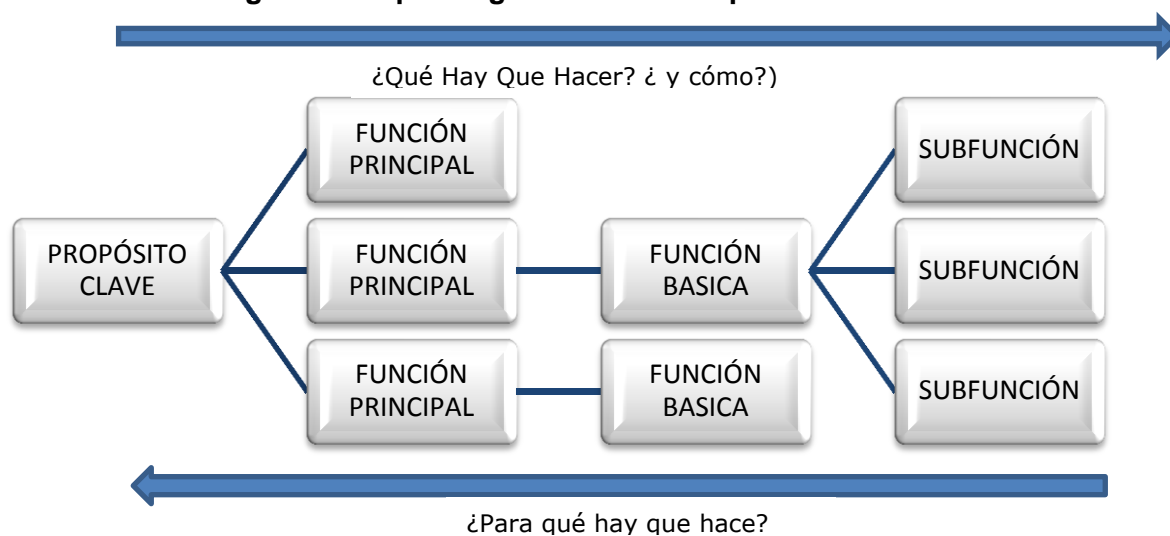 ¿Qué Hay Que Hacer? ¿ y cómo?)
FUNCIÓN
PRINCIPAL
SUBFUNCIÓN
PROPÓSITO
CLAVE
FUNCIÓN
PRINCIPAL
FUNCIÓN
BASICA
SUBFUNCIÓN
FUNCIÓN
PRINCIPAL
FUNCIÓN
BASICA
SUBFUNCIÓN
¿Para qué hay que hace?